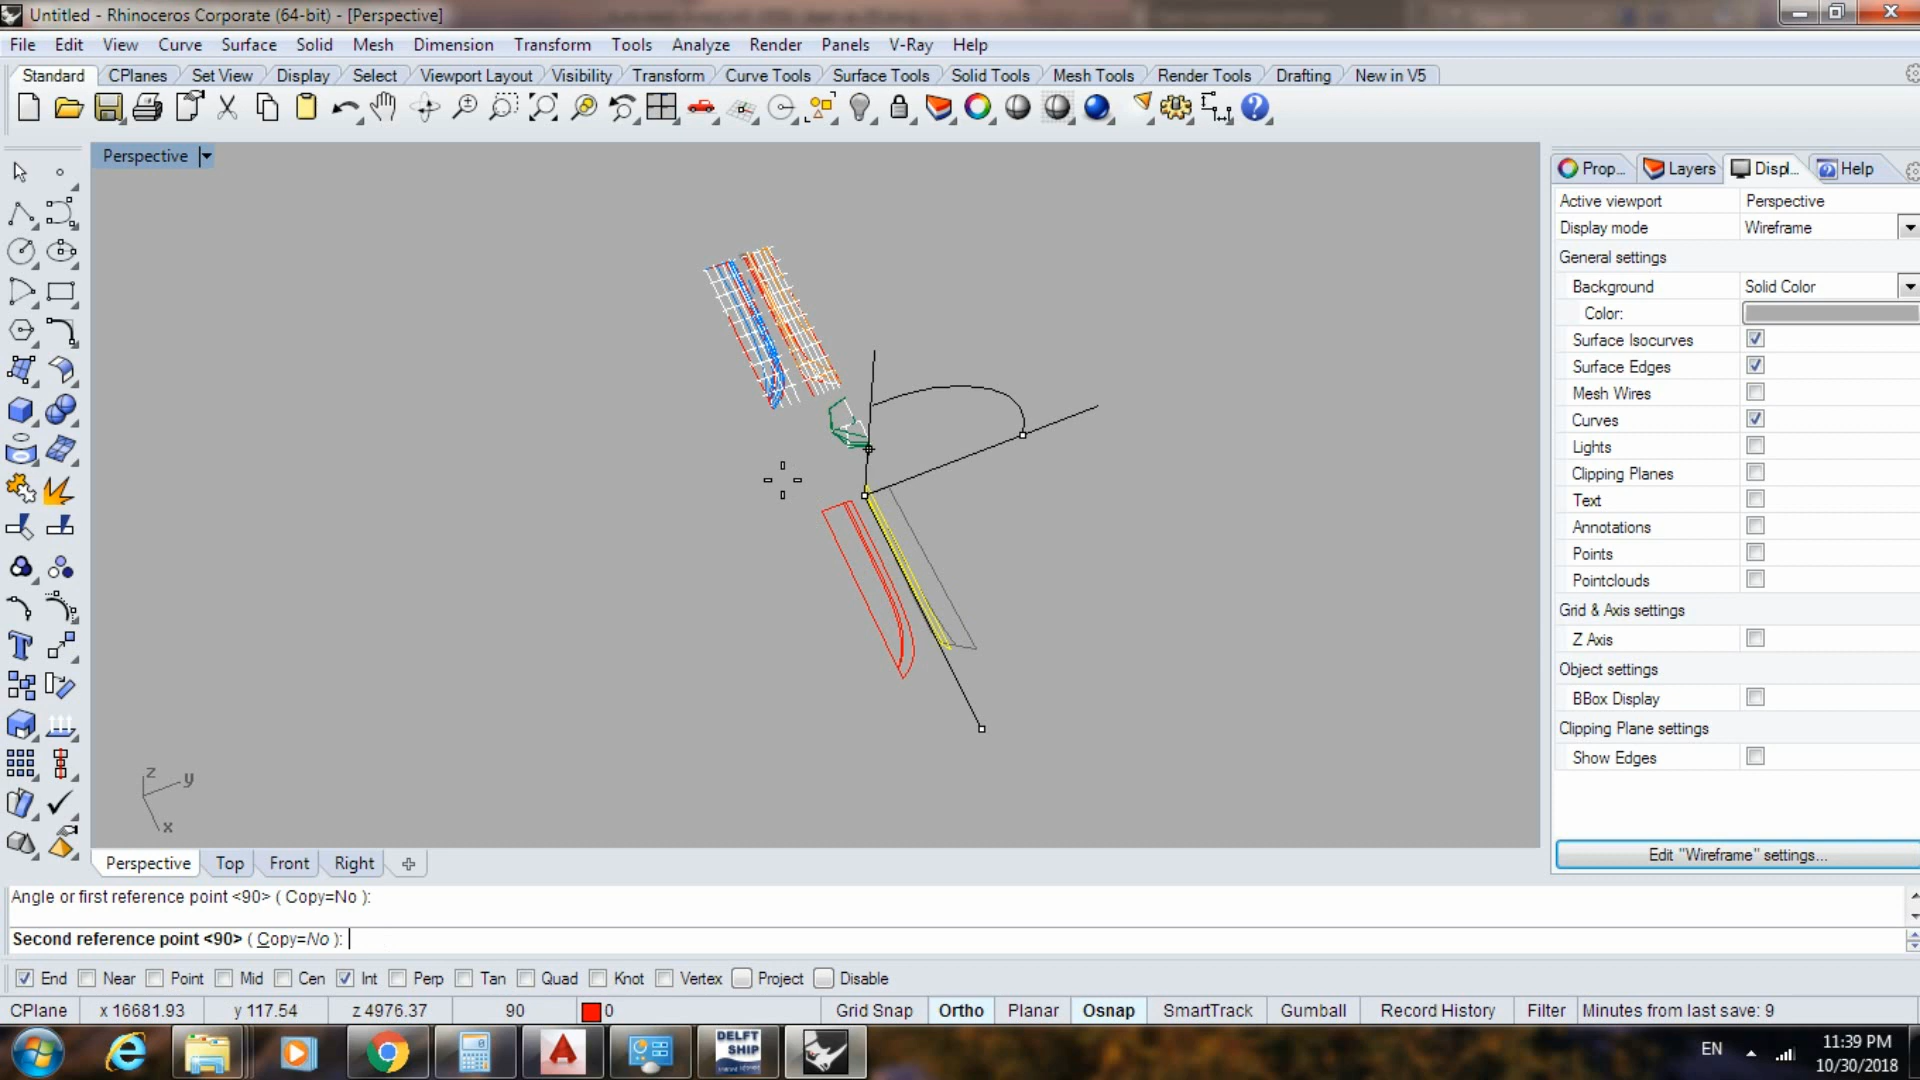 Untitled - Rhinoceros Corporate (64-bit) - [Perspective]
File Edit View Curve Surface Solid Mesh Dimension Transform Tools Analyze Render Panels V-Ray Help
Standard CPlanes Set View Display Select Viewport Layout Visibility Transform Curve Tools Surface Tools Solid Tools Mesh Tools Render Tools Drafting New in V5
Perspective
Prop... Layers Displ... Help
Active viewport Perspective
Display mode Wireframe
General settings
Background Solid Color
Color:
Surface Isocurves
Surface Edges
Mesh Wires
Curves
Lights
Clipping Planes
Text
Annotations
Points
Pointclouds
Grid & Axis settings
Z Axis
Object settings
BBox Display
Clipping Plane settings
Show Edges
Edit "Wireframe" settings...
z
y
x
Perspective Top Front Right
Angle or first reference point <90> ( Copy=No ):
Second reference point <90> ( Copy=No ):
End Near Point Mid Cen Int Perp Tan Quad Knot Vertex Project Disable
CPlane x 16681.93 y 117.54 z 4976.37 90 0 Grid Snap Ortho Planar Osnap SmartTrack Gumball Record History Filter Minutes from last save: 9
DELFT
SHIP
EN
11:39 PM
10/30/2018